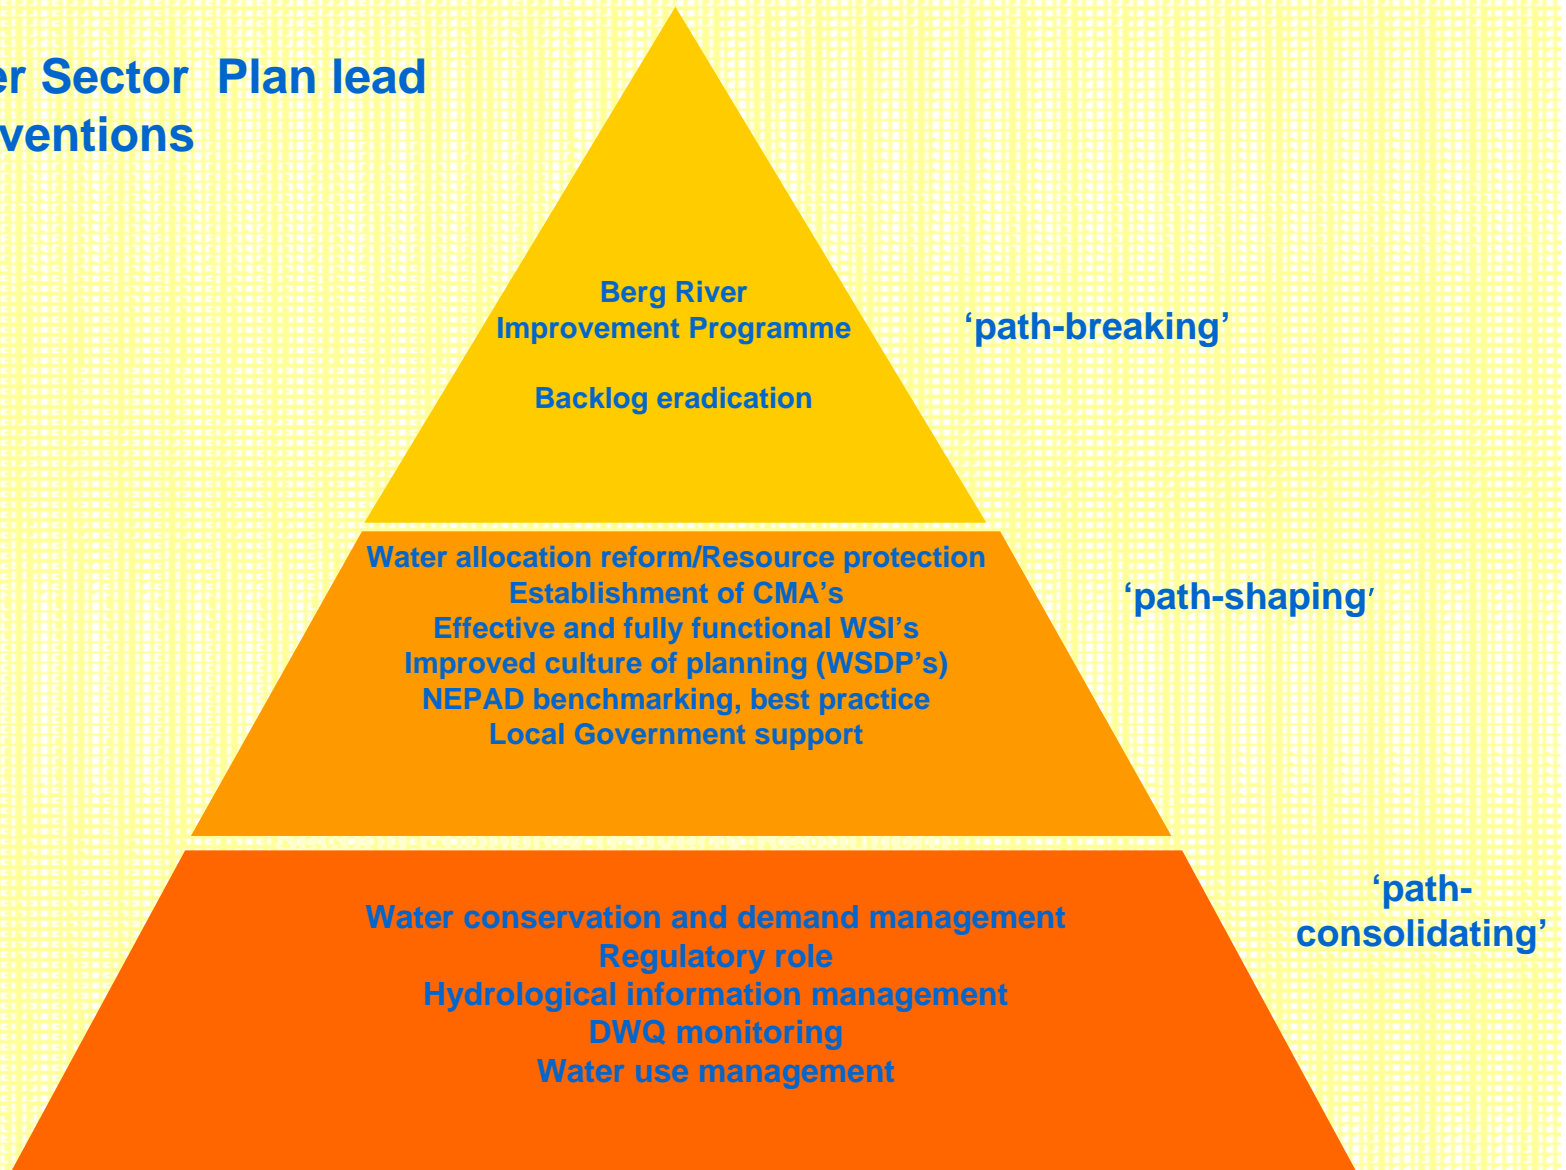 er Sector Plan lead
ventions
Berg River
Improvement Programme
Backlog eradication
‘path-breaking’
Water allocation reform/Resource protection
Establishment of CMA’s
Effective and fully functional WSI’s
Improved culture of planning (WSDP’s)
NEPAD benchmarking, best practice
Local Government support
‘path-shaping’
Water conservation and demand management
Regulatory role
Hydrological information management
DWQ monitoring
Water use management
‘path-
consolidating’